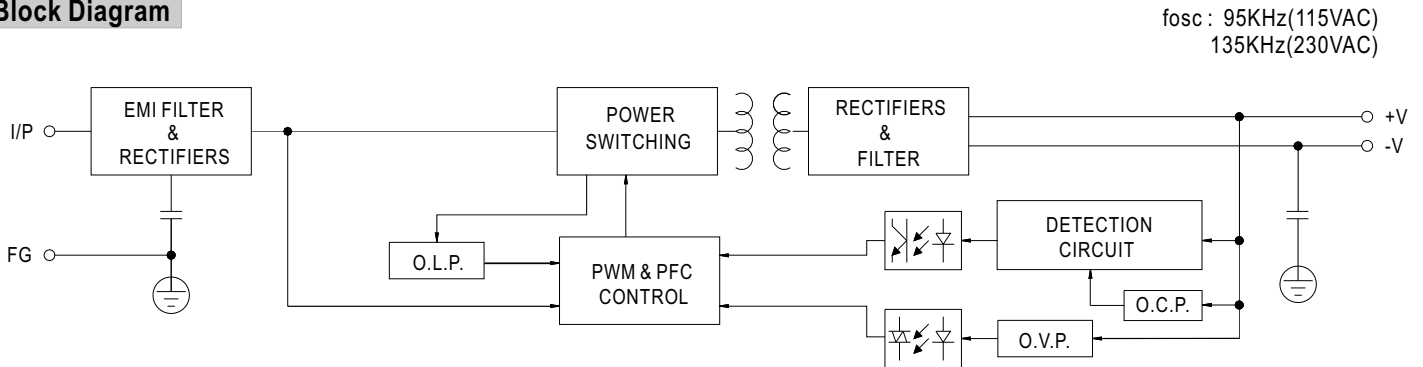 Block Diagram
fosc : 95KHz(115VAC)
135KHz(230VAC)
I/P
EMI FILTER
&
RECTIFIERS
POWER
SWITCHING
RECTIFIERS
&
FILTER
+V
-V
FG
O.L.P.
PWM & PFC
CONTROL
DETECTION
CIRCUIT
O.C.P.
O.V.P.